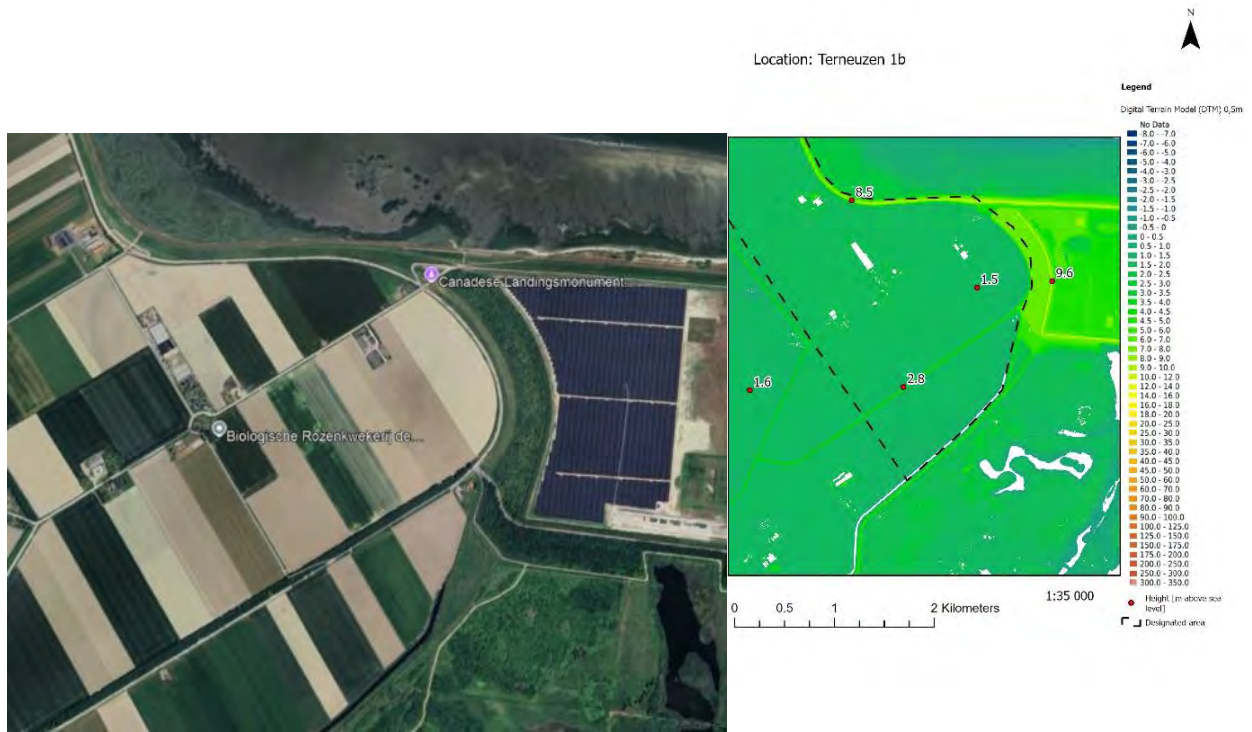 N
Location: Terneuzen 1b
Legend
Digital Terrain Model (DTM) 0,5m
No Data
-8.0 - -7.0
-7.0 - -6.0
-6.0 - -5.0
-5.0 - -4.0
-4.0 - -3.0
-3.0 - -2.5
-2.5 - -2.0
-2.0 - -1.5
-1.5 - -1.0
-1.0 - -0.5
-0.5 - 0
0 - 0.5
0.5 - 1.0
1.0 - 1.5
1.5 - 2.0
2.0 - 2.5
2.5 - 3.0
3.0 - 3.5
3.5 - 4.0
4.0 - 4.5
4.5 - 5.0
5.0 - 6.0
6.0 - 7.0
7.0 - 8.0
8.0 - 9.0
9.0 - 10.0
10.0 - 12.0
12.0 - 14.0
14.0 - 16.0
16.0 - 18.0
18.0 - 20.0
20.0 - 25.0
25.0 - 30.0
30.0 - 35.0
35.0 - 40.0
40.0 - 45.0
45.0 - 50.0
50.0 - 60.0
60.0 - 70.0
70.0 - 80.0
80.0 - 90.0
90.0 - 100.0
100.0 - 125.0
125.0 - 150.0
150.0 - 175.0
175.0 - 200.0
200.0 - 250.0
250.0 - 300.0
300.0 - 350.0
Height [m above sea
level]
Designated area
8.5
9.6
1.5
2.8
1.6
Canadese Landingsmonument...
Biologische Rozenkwekerij de...
1:35 000
0 0.5 1 2 Kilometers